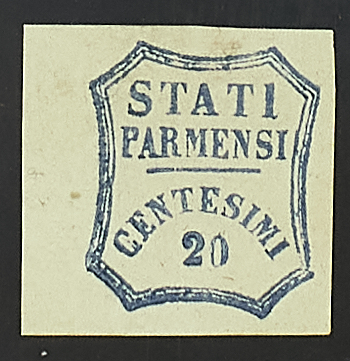 STATI
PARMENSI
CENTESIMI
20